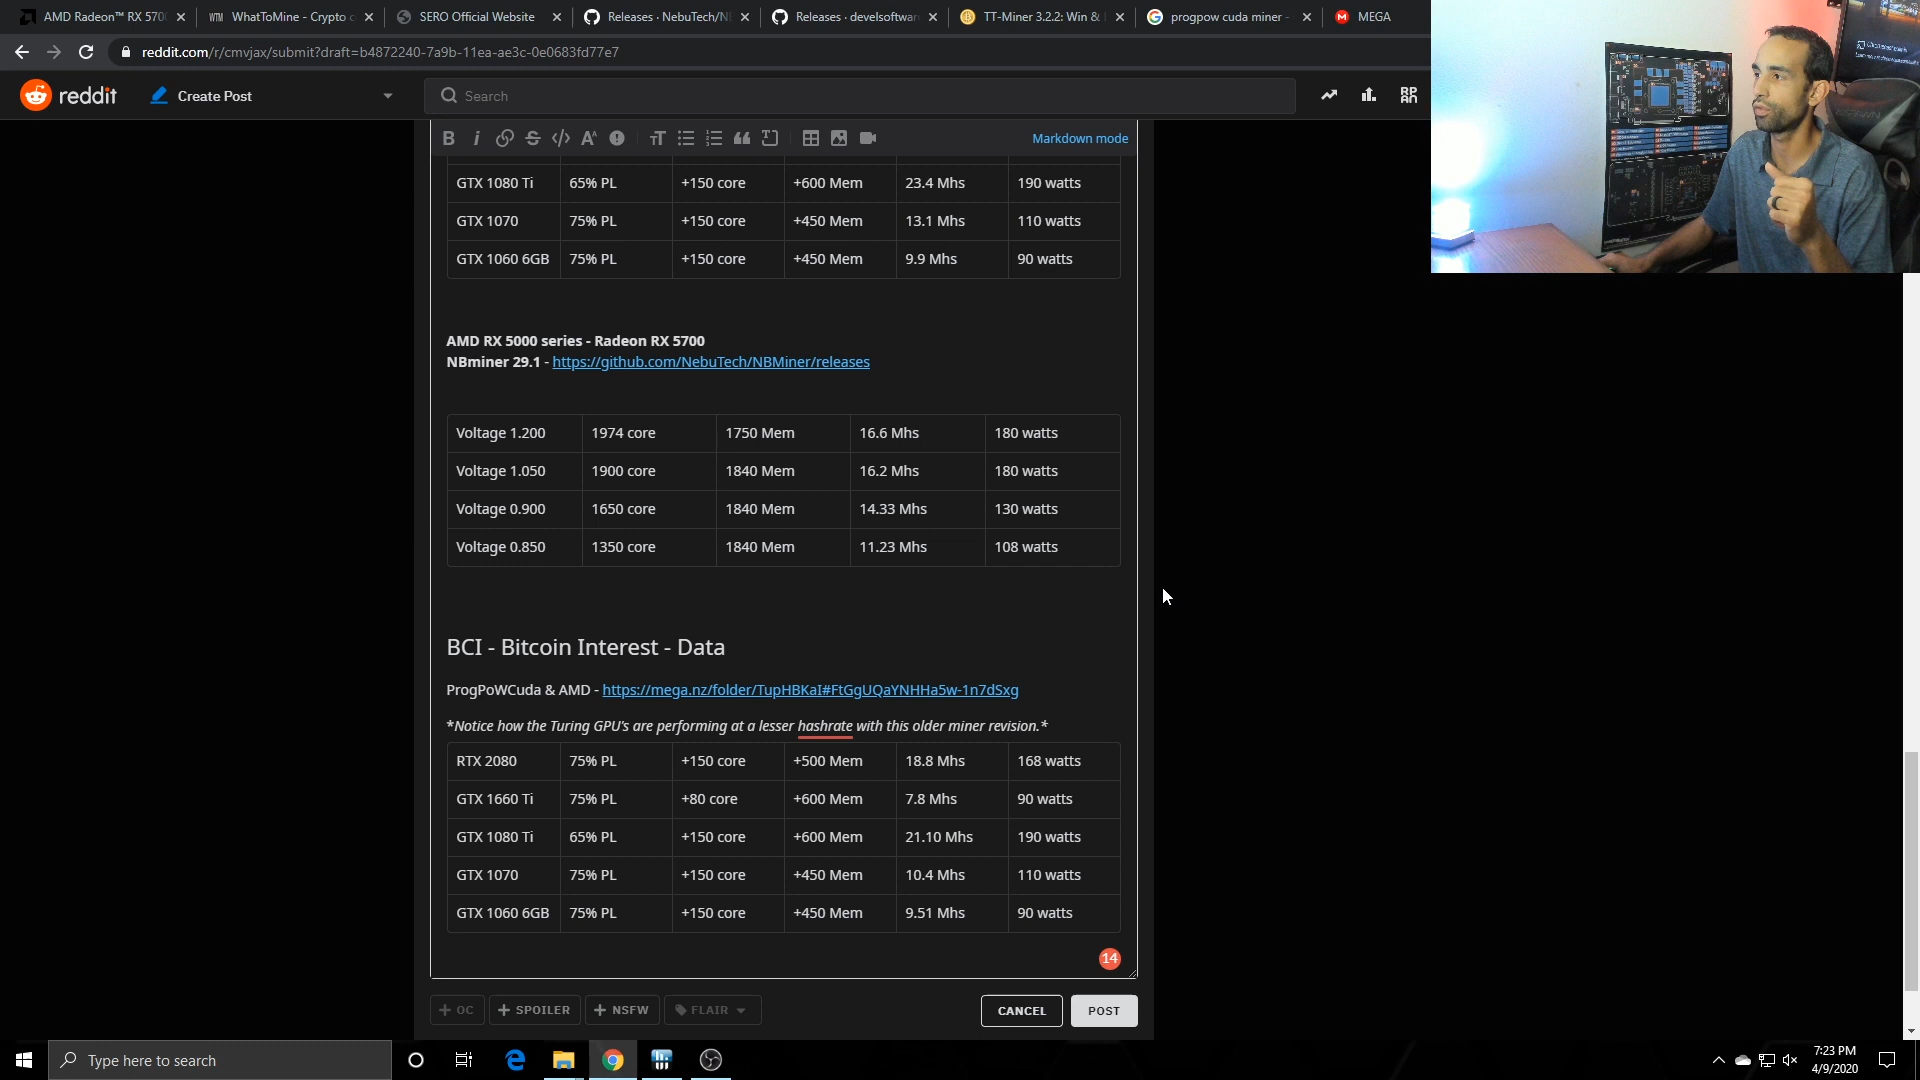 AMD Radeon™ RX 570
WhatToMine - Crypto c
SERO Official Website
Releases · NebuTech/N
Releases · develsoftwar
TT-Miner 3.2.2: Win &
progpow cuda miner -
MEGA
reddit.com/r/cmvjax/submit?draft=b4872240-7a9b-11ea-ae3c-0e0683fd77e7
reddit
Create Post
Search
Markdown mode
GTX 1080 Ti 65% PL +150 core +600 Mem 23.4 Mhs 190 watts
GTX 1070 75% PL +150 core +450 Mem 13.1 Mhs 110 watts
GTX 1060 6GB 75% PL +150 core +450 Mem 9.9 Mhs 90 watts
AMD RX 5000 series - Radeon RX 5700
NBminer 29.1 - https://github.com/NebuTech/NBMiner/releases
Voltage 1.200 1974 core 1750 Mem 16.6 Mhs 180 watts
Voltage 1.050 1900 core 1840 Mem 16.2 Mhs 180 watts
Voltage 0.900 1650 core 1840 Mem 14.33 Mhs 130 watts
Voltage 0.850 1350 core 1840 Mem 11.23 Mhs 108 watts
BCI - Bitcoin Interest - Data
ProgPoWCuda & AMD - https://mega.nz/folder/TupHBKaI#FtGgUQaYNHHa5w-1n7dSxg
*Notice how the Turing GPU's are performing at a lesser hashrate with this older miner revision.*
RTX 2080 75% PL +150 core +500 Mem 18.8 Mhs 168 watts
GTX 1660 Ti 75% PL +80 core +600 Mem 7.8 Mhs 90 watts
GTX 1080 Ti 65% PL +150 core +600 Mem 21.10 Mhs 190 watts
GTX 1070 75% PL +150 core +450 Mem 10.4 Mhs 110 watts
GTX 1060 6GB 75% PL +150 core +450 Mem 9.51 Mhs 90 watts
14
+ OC
+ SPOILER
+ NSFW
FLAIR
CANCEL
POST
Type here to search
7:23 PM
4/9/2020